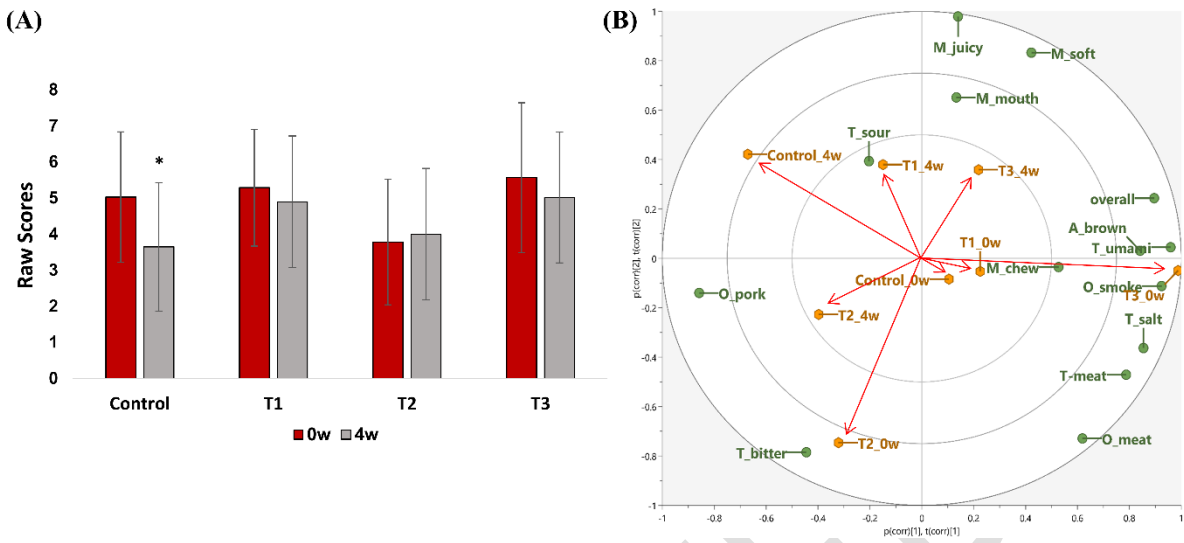 (A)
Raw Scores
8
7
6
5
4
3
2
1
0
*
Control
T1
T2
T3
0w
4w
(B)
p(corr)[2], t(corr)[2]
1
0.8
0.6
0.4
0.2
0
-0.2
-0.4
-0.6
-0.8
-1
M_juicy
M_soft
M_mouth
T_sour
Control_4w
T1_4w
T3_4w
overall
A_brown
T1_0w
T_umami
M_chew
Control_0w
O_smoke
O_pork
T3_0w
T2_4w
T_salt
T-meat
T2_0w
O_meat
T_bitter
-1
-0.8
-0.6
-0.4
-0.2
0
0.2
0.4
0.6
0.8
1
p(corr)[1], t(corr)[1]